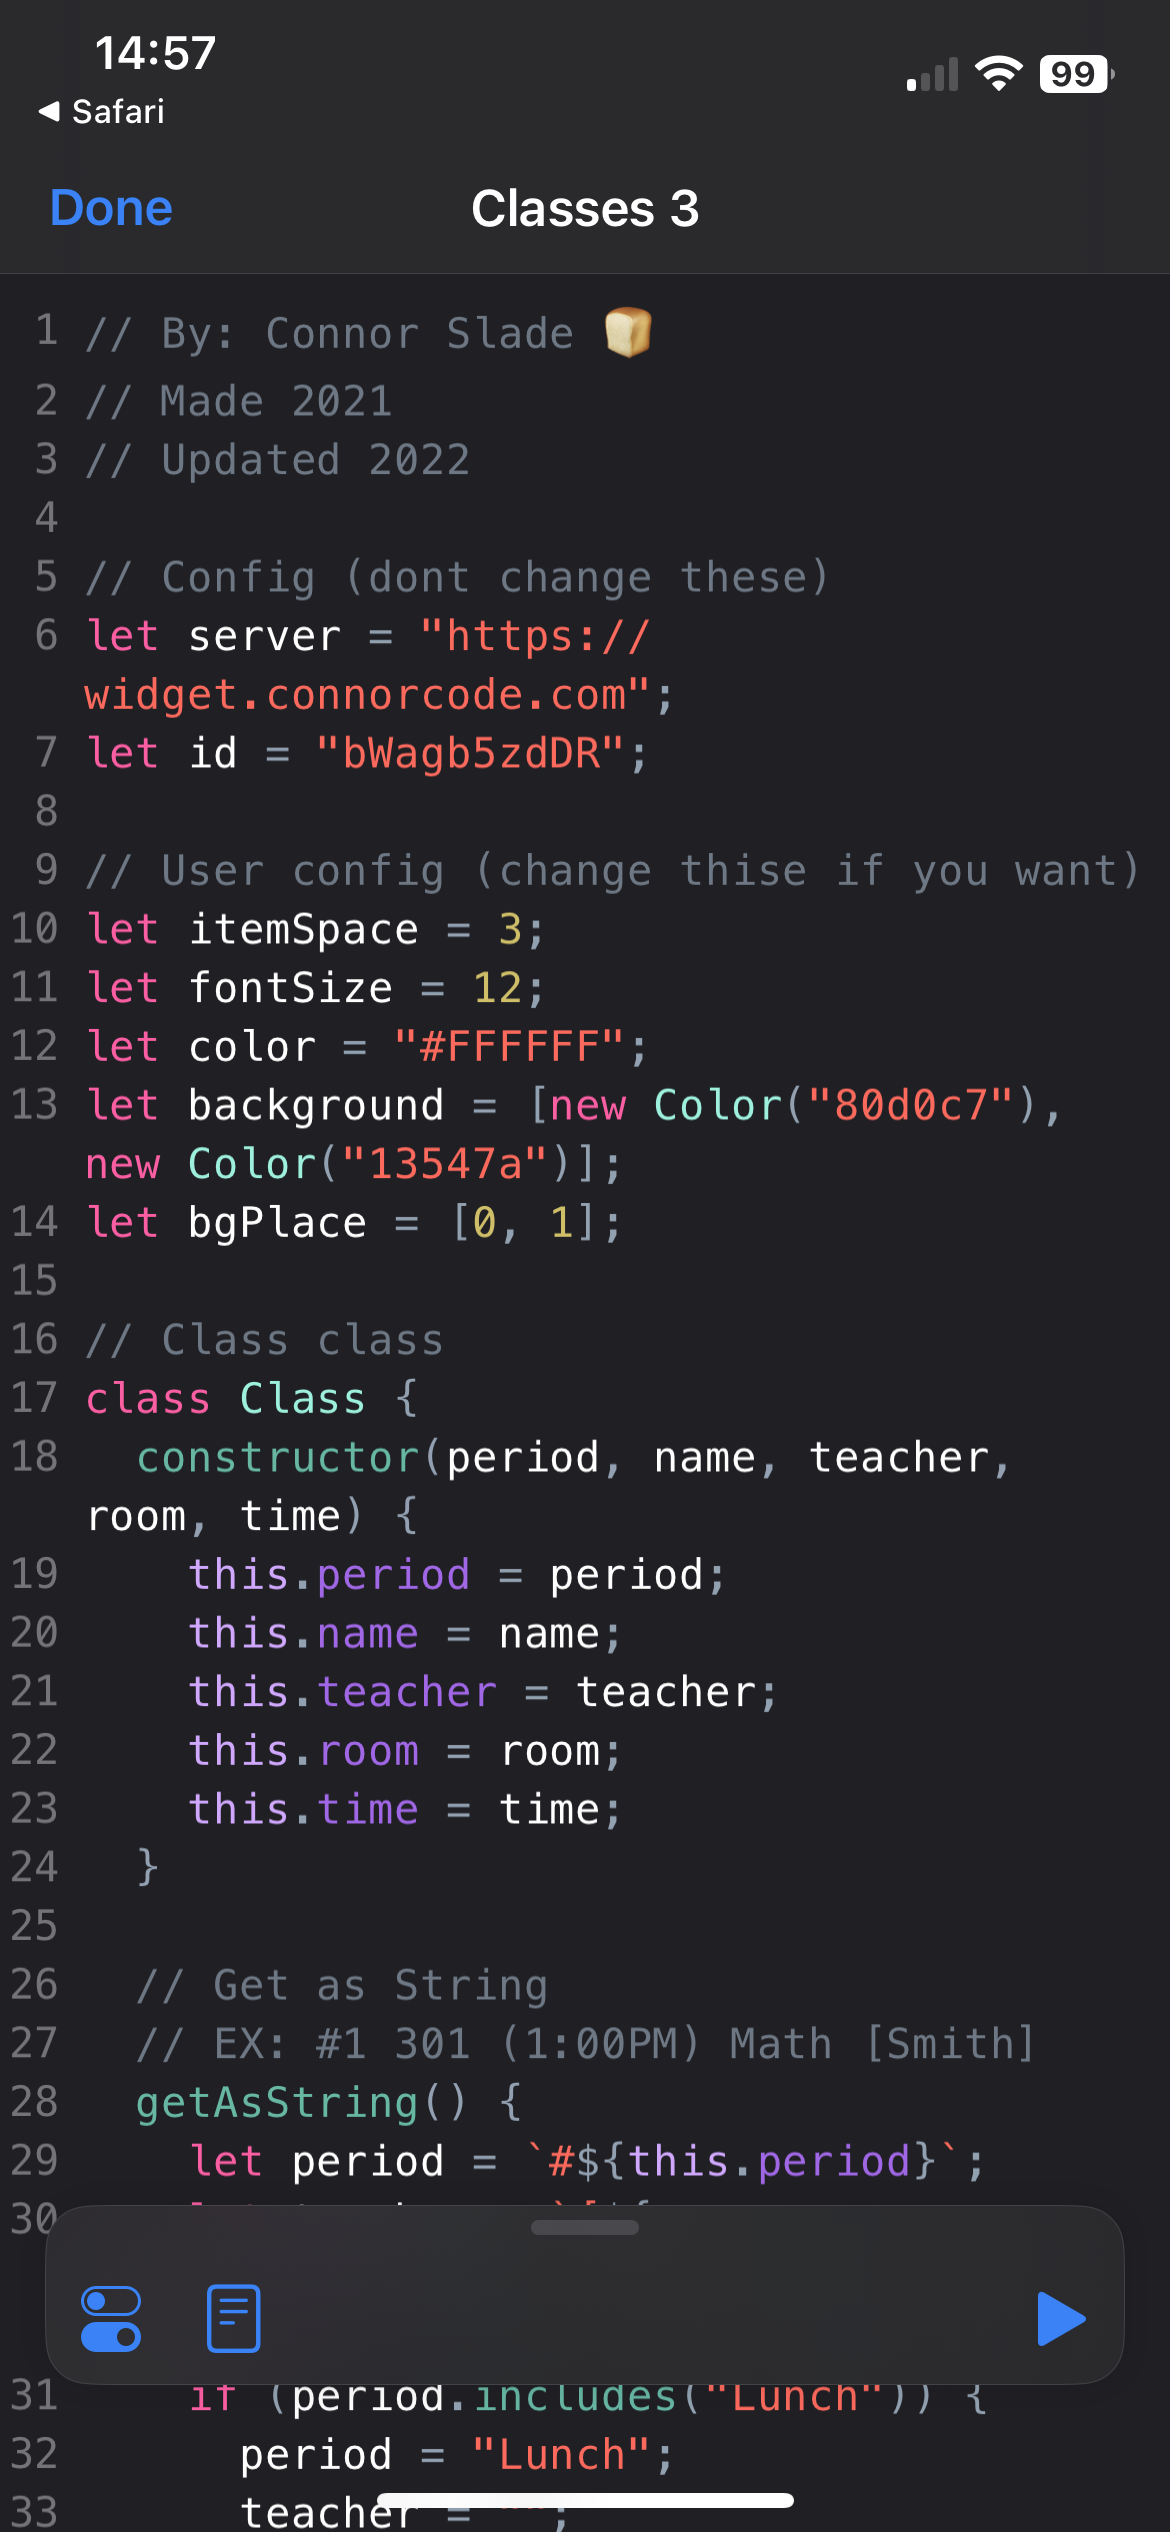 14:57
99
◀ Safari
Done
Classes 3
1 // By: Connor Slade 🍞
2 // Made 2021
3 // Updated 2022
4
5 // Config (dont change these)
6 let server = "https://
widget.connorcode.com";
7 let id = "bWagb5zdDR";
8
9 // User config (change thise if you want)
10 let itemSpace = 3;
11 let fontSize = 12;
12 let color = "#FFFFFF";
13 let background = [new Color("80d0c7"),
new Color("13547a")];
14 let bgPlace = [0, 1];
15
16 // Class class
17 class Class {
18   constructor(period, name, teacher,
room, time) {
19     this.period = period;
20     this.name = name;
21     this.teacher = teacher;
22     this.room = room;
23     this.time = time;
24   }
25
26   // Get as String
27   // EX: #1 301 (1:00PM) Math [Smith]
28   getAsString() {
29     let period = `#${this.period}`;
30
31     if (period.includes("Lunch")) {
32       period = "Lunch";
33       teacher = "";